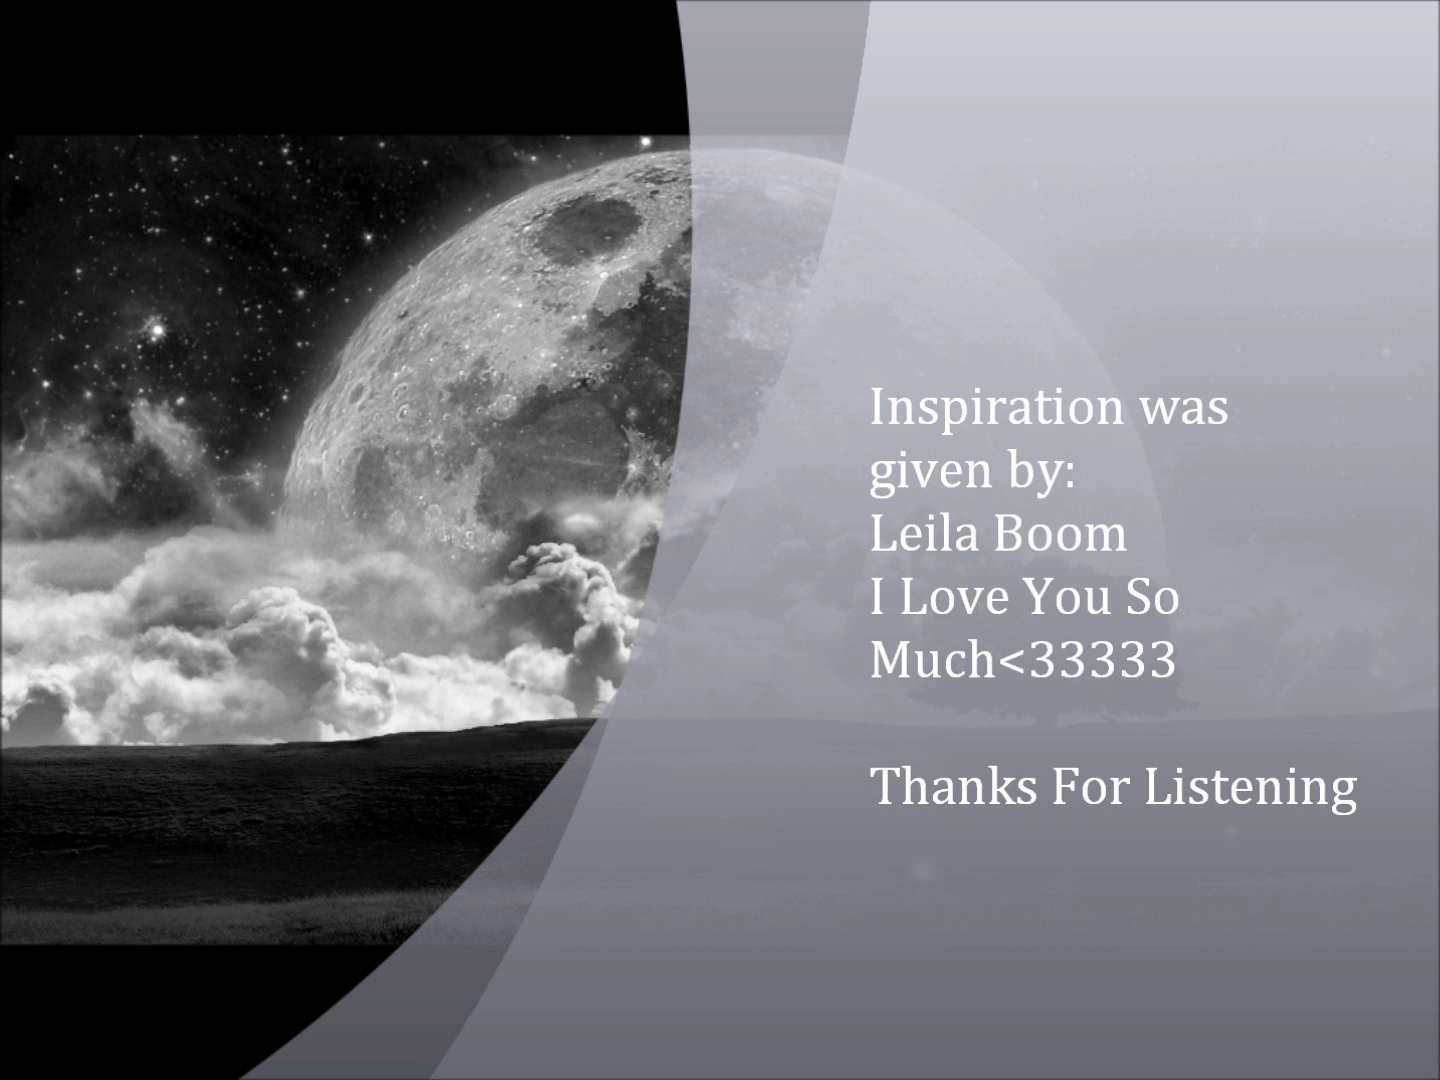 Inspiration was
given by:
Leila Boom
I Love You So
Much<33333
Thanks For Listening